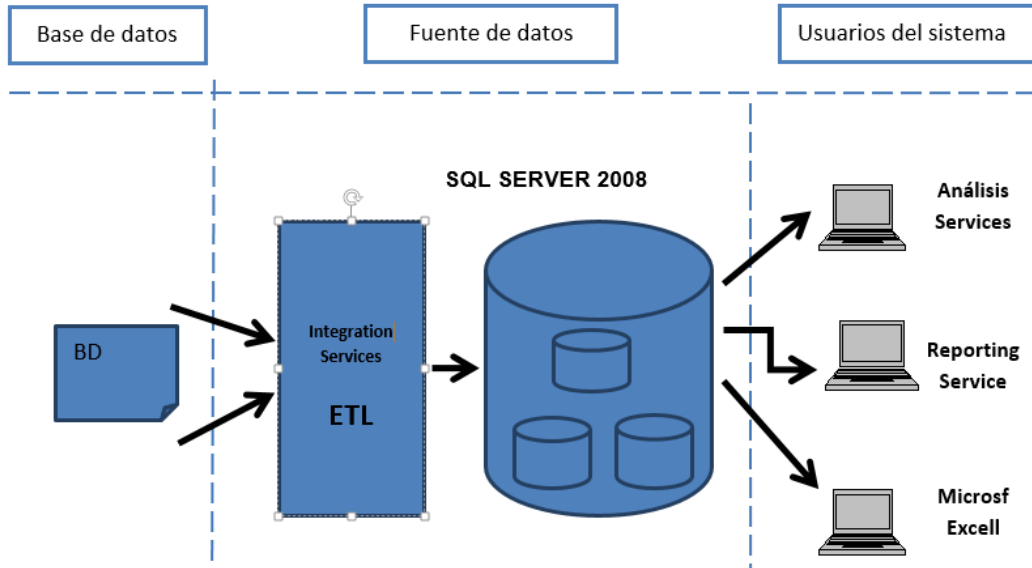 Base de datos
Fuente de datos
Usuarios del sistema
SQL SERVER 2008
BD
Integration
Services
ETL
Análisis
Services
Reporting
Service
Microsf
Excell